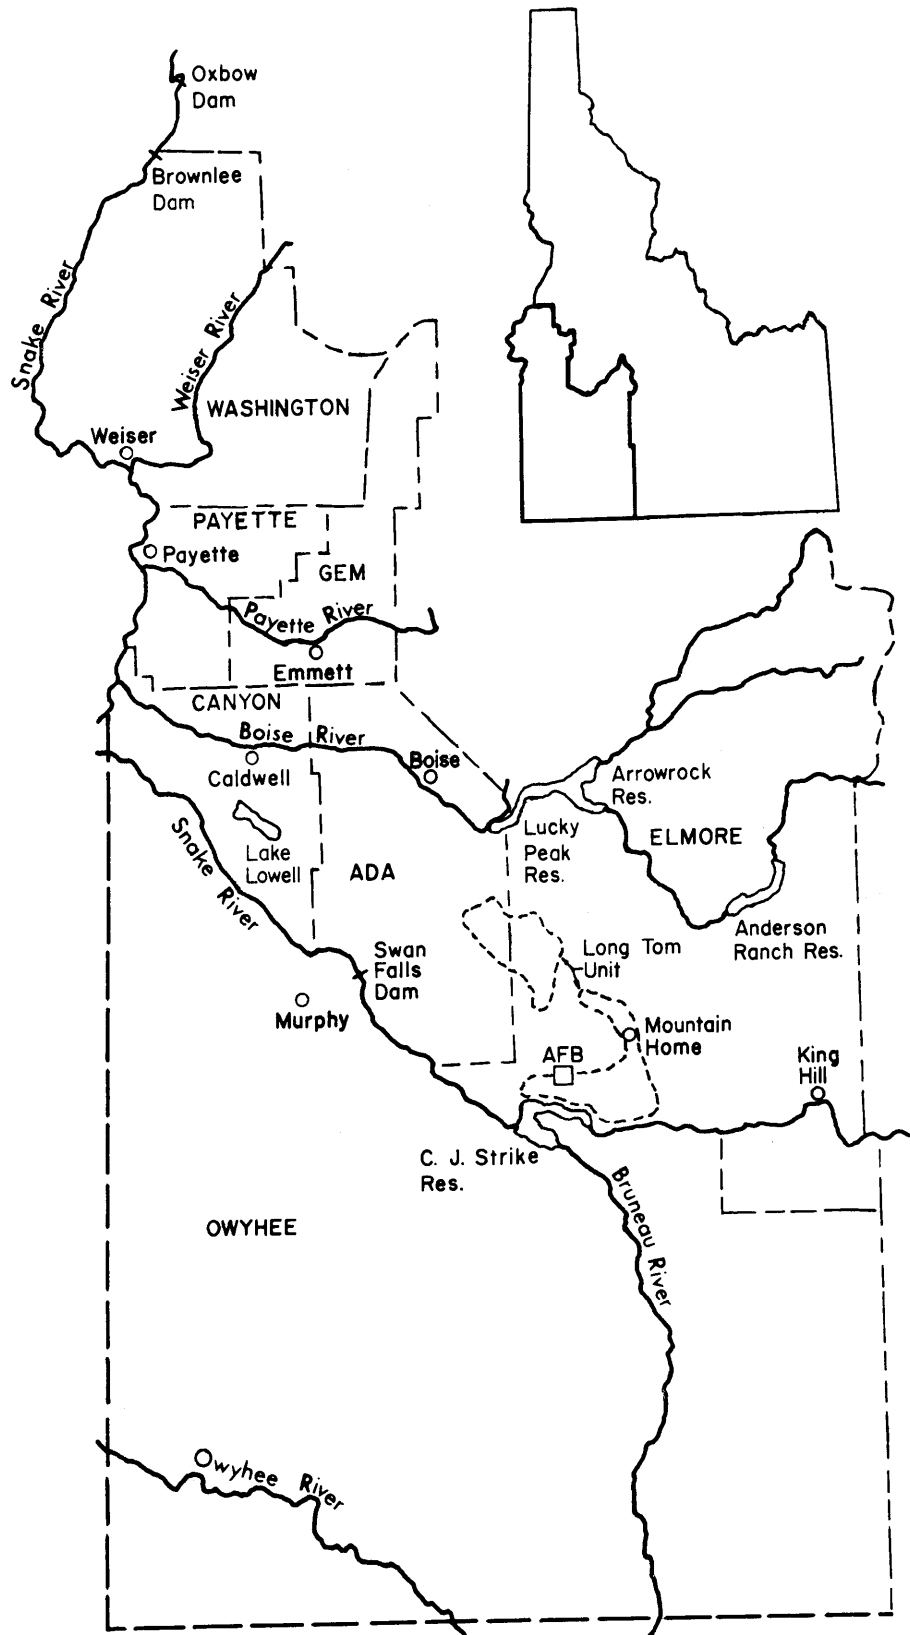 Oxbow
Dam
Brownlee
Dam
Snake River
Weiser River
WASHINGTON
Weiser
PAYETTE
Payette
GEM
Payette River
Emmett
CANYON
Boise River
Boise
Caldwell
Arrowrock
Res.
Lucky
Peak
Res.
ELMORE
Snake River
Lake
Lowell
ADA
Anderson
Ranch Res.
Swan
Falls
Dam
Long Tom
Unit
Murphy
Mountain
Home
AFB
King
Hill
C. J. Strike
Res.
Bruneau River
OWYHEE
Owyhee River